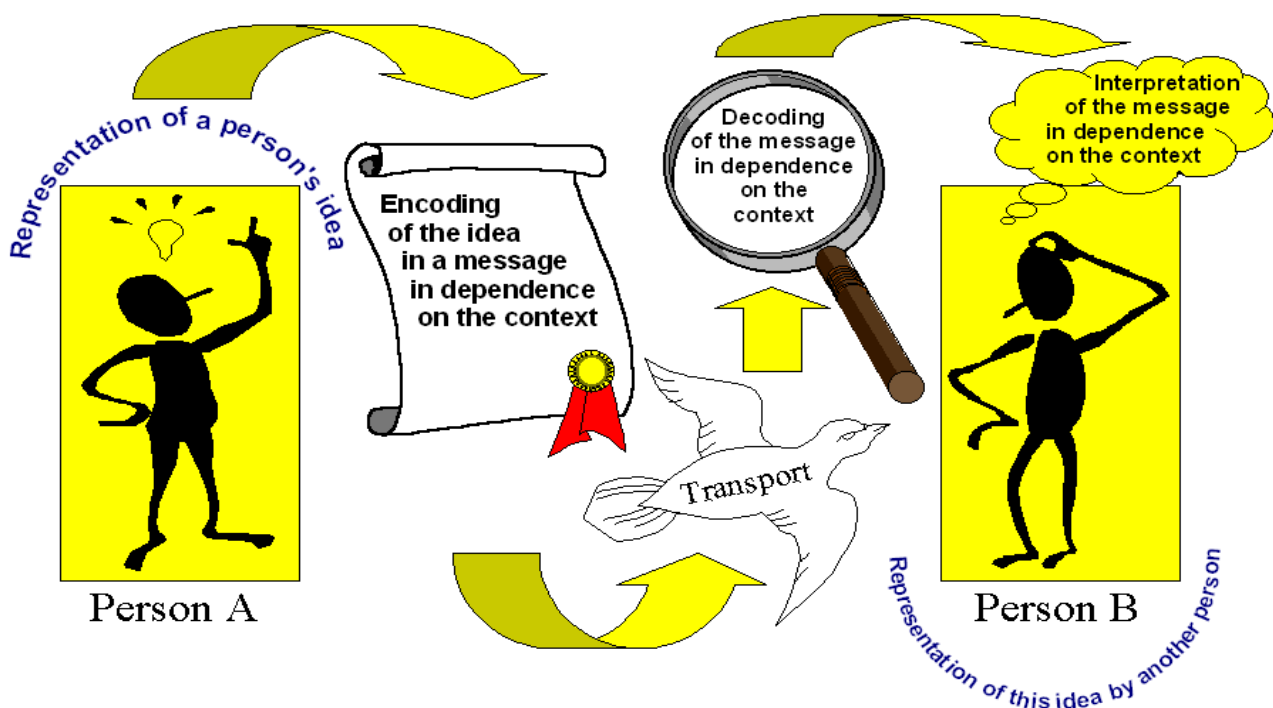 Representation of a person's idea
Encoding
of the idea
in a message
in dependence
on the context
Transport
Decoding
of the message
in dependence
on the
context
Interpretation
of the message
in dependence
on the context
Person A
Person B
Representation of this idea by another person